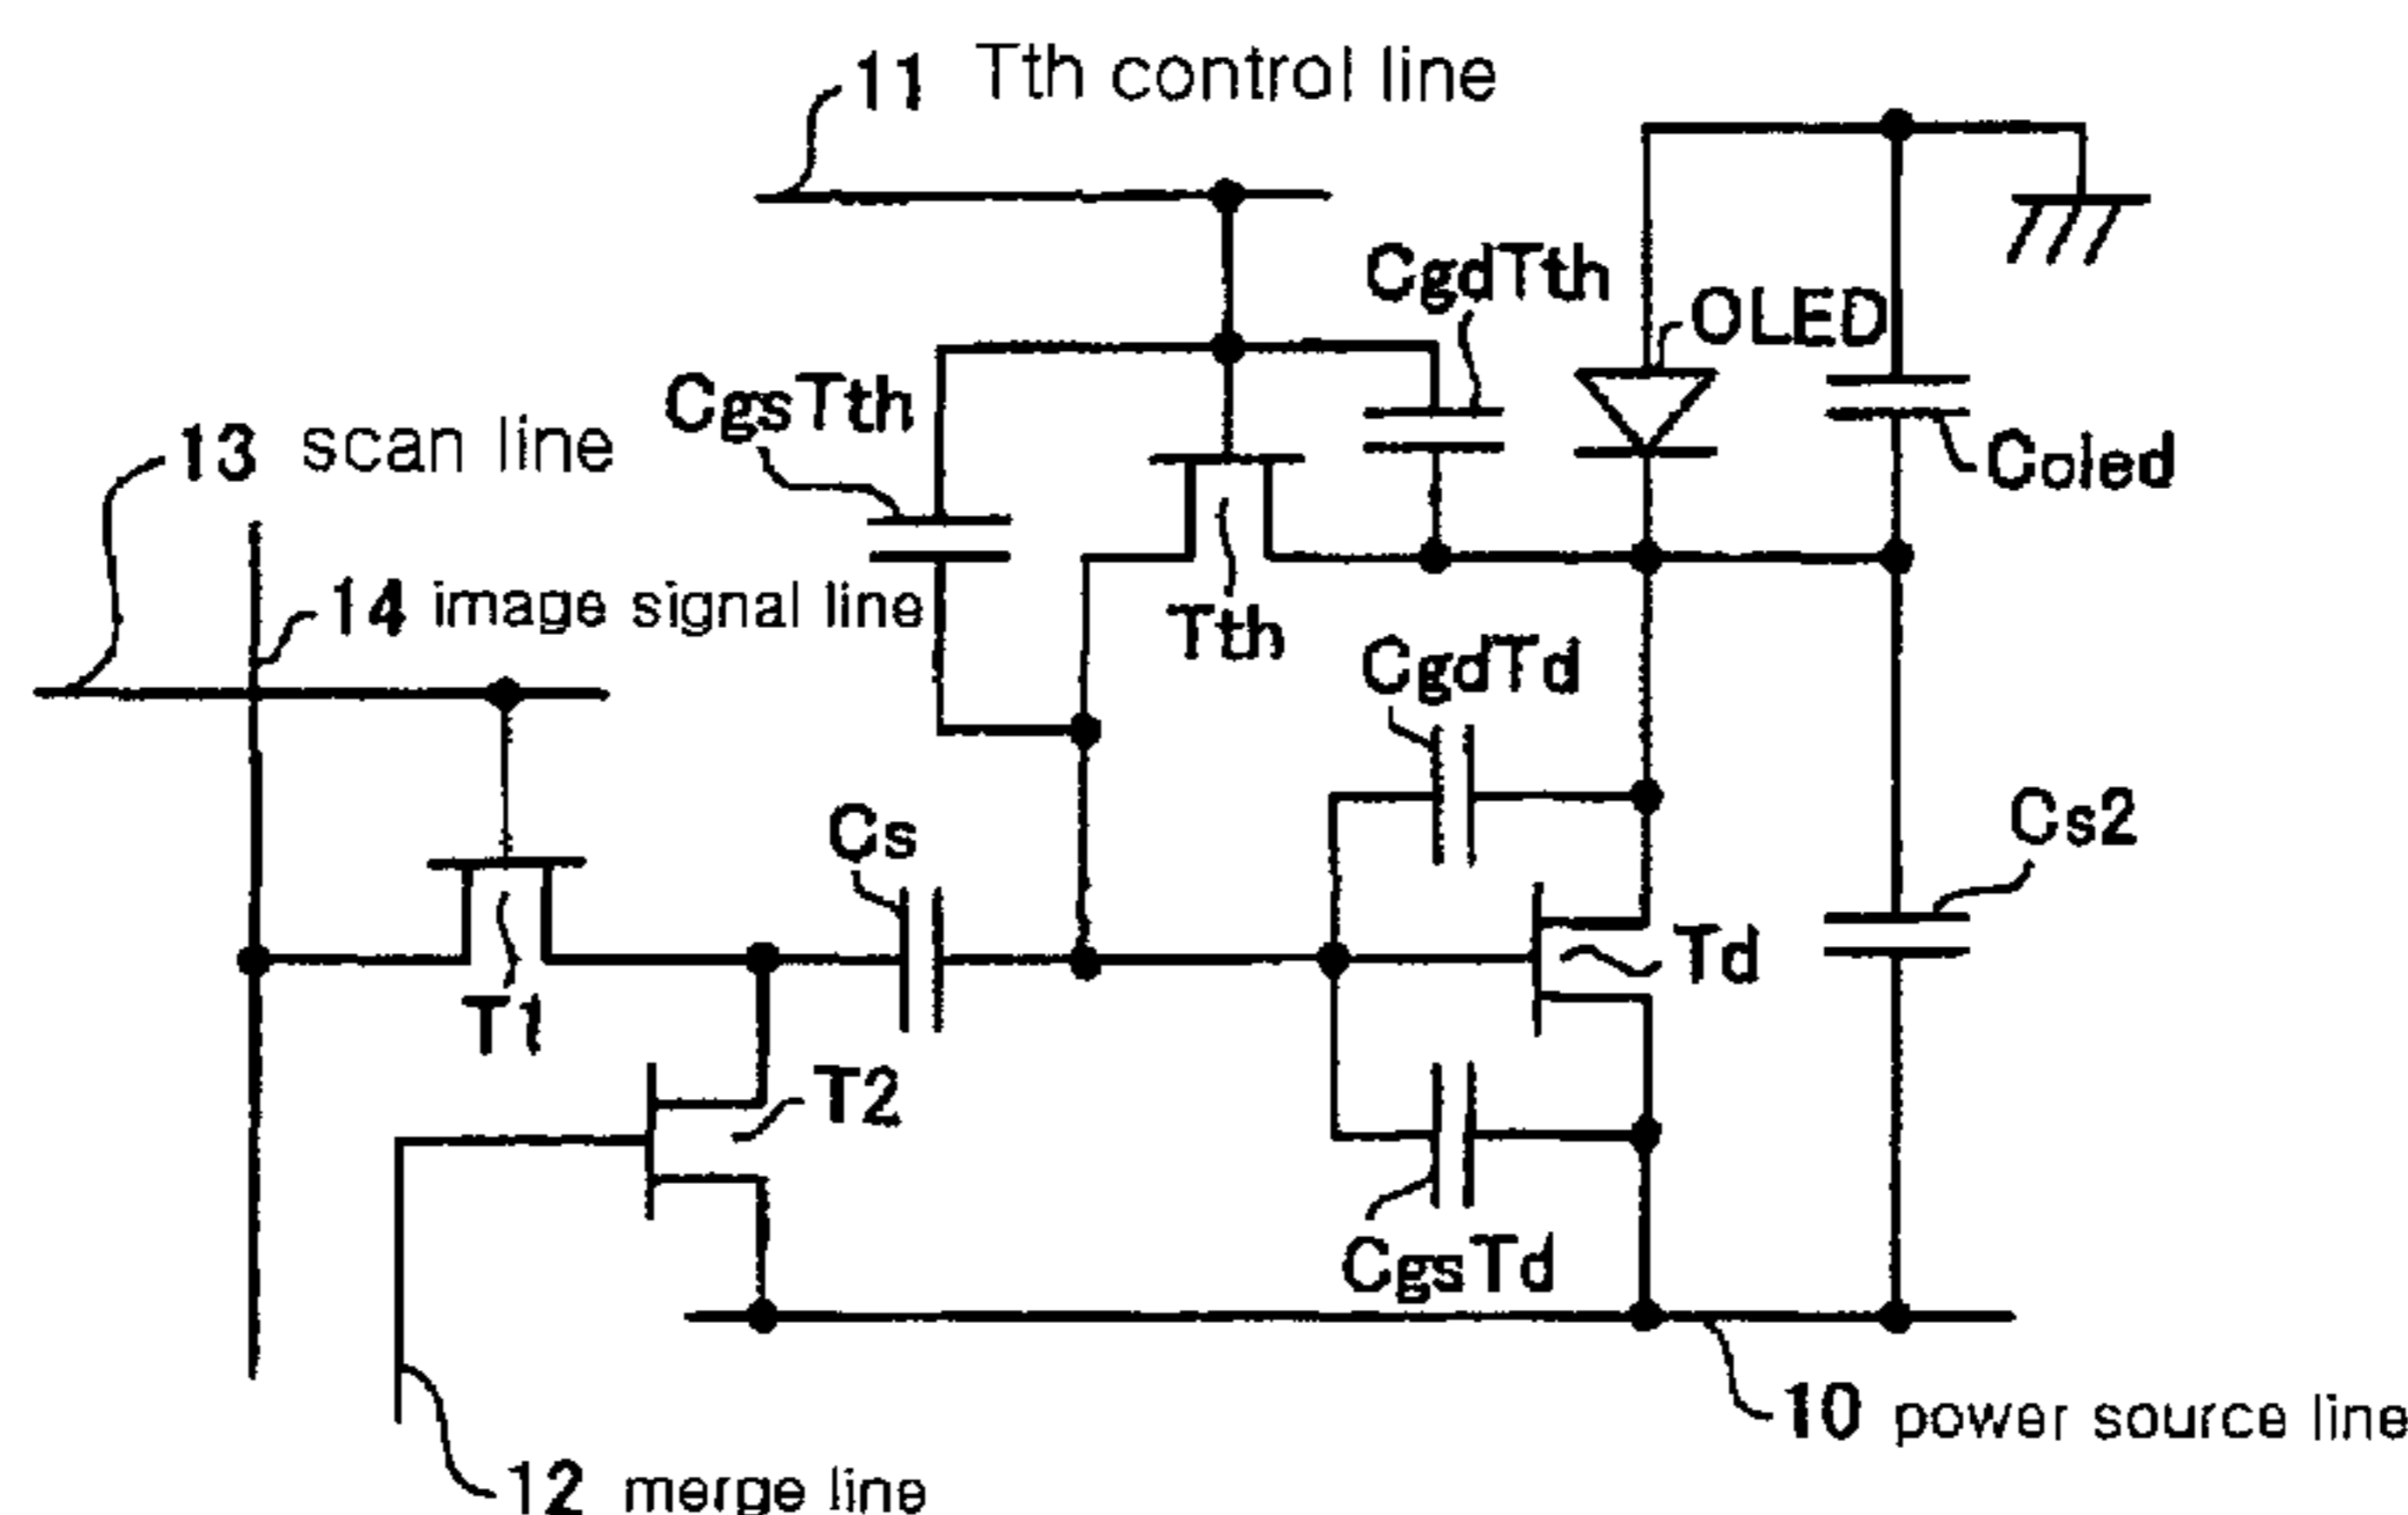 11 Tth control line
CgdTth
OLED
CgsTth
13 scan line
Coled
14 image signal line
Tth
CgdTd
Cs
Cs2
Td
T1
T2
CgsTd
10 power source line
12 merge line